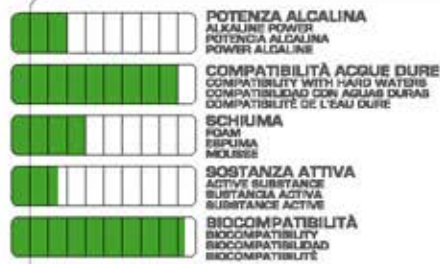 POTENZA ALCALINA
ALKALINE POWER
POTENCIA ALCALINA
POWER ALCALINE
COMPATIBILITÀ ACQUE DURE
COMPATIBILITY WITH HARD WATERS
COMPATIBILIDAD CON AGUAS DURAS
COMPATIBILITÉ DE L'EAU DURE
SCHIUMA
FOAM
ESPUMA
MOUSSE
SOSTANZA ATTIVA
ACTIVE SUBSTANCE
SUSTANCIA ACTIVA
SUBSTANCE ACTIVE
BIOCOMPATIBILITÀ
BIOCOMPATIBILITY
BIOCOMPATIBILIDAD
BIOCOMPATIBILITÉ